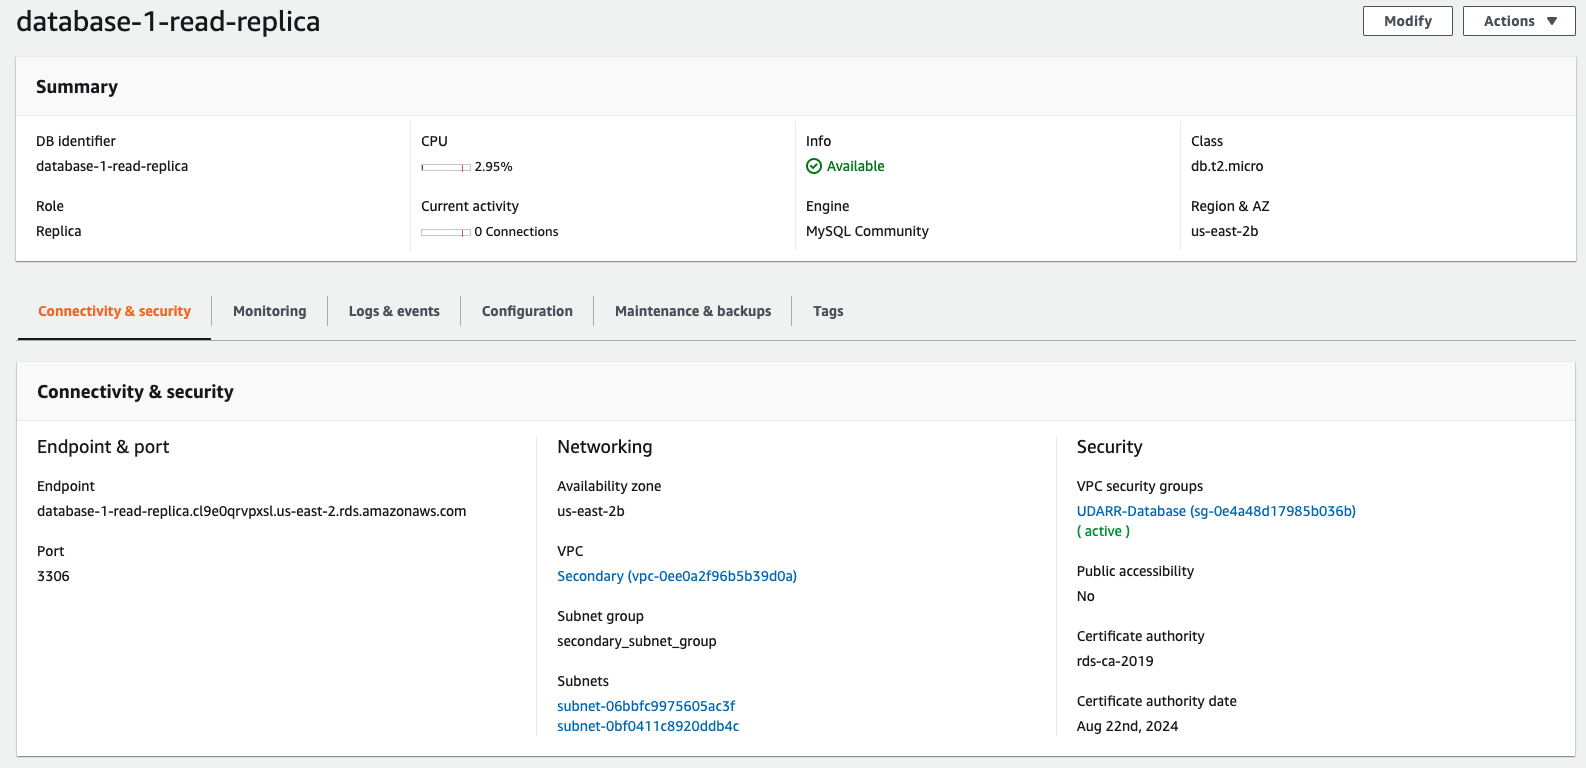 database-1-read-replica
Modify
Actions
Summary
DB identifier
database-1-read-replica
Role
Replica
CPU
2.95%
Current activity
0 Connections
Info
Available
Engine
MySQL Community
Class
db.t2.micro
Region & AZ
us-east-2b
Connectivity & security
Monitoring
Logs & events
Configuration
Maintenance & backups
Tags
Connectivity & security
Endpoint & port
Endpoint
database-1-read-replica.cl9e0qrvpxsl.us-east-2.rds.amazonaws.com
Port
3306
Networking
Availability zone
us-east-2b
VPC
Secondary (vpc-0ee0a2f96b5b39d0a)
Subnet group
secondary_subnet_group
Subnets
subnet-06bbfc9975605ac3f
subnet-0bf0411c8920ddb4c
Security
VPC security groups
UDARR-Database (sg-0e4a48d17985b036b)
( active )
Public accessibility
No
Certificate authority
rds-ca-2019
Certificate authority date
Aug 22nd, 2024